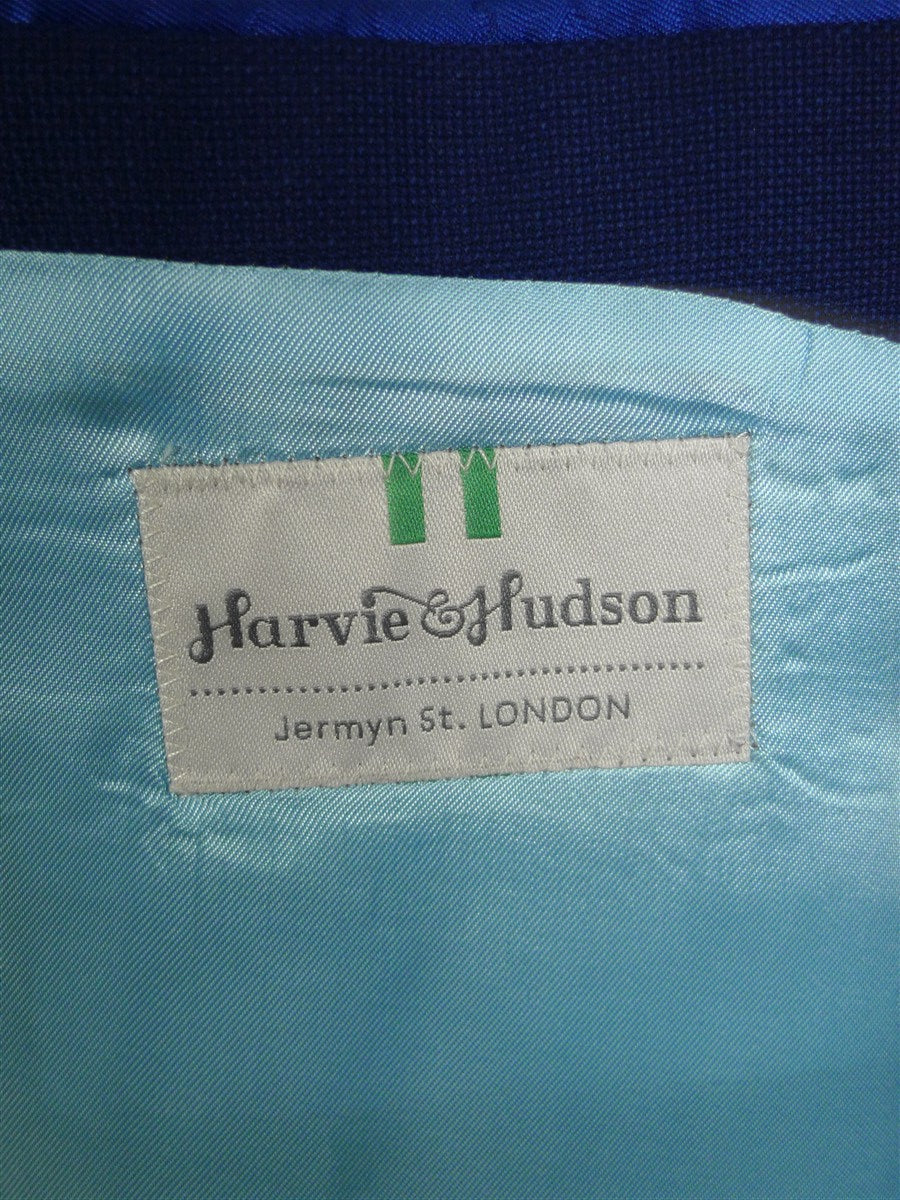 Harvie & Hudson
Jermyn St. LONDON